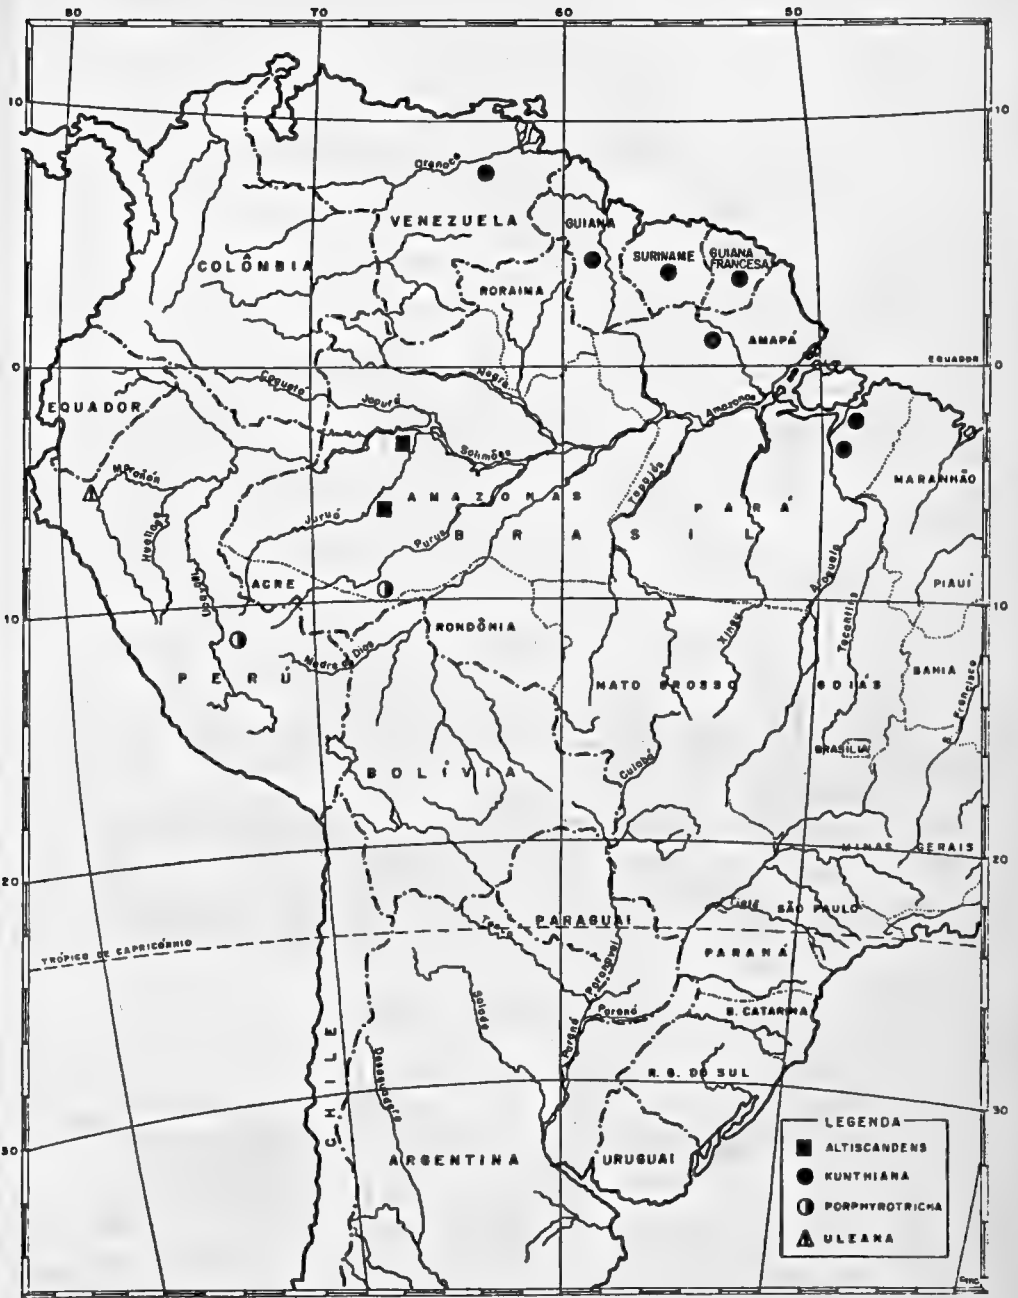 80
70
60
50
10
10
Orenoco
VENEZUELA
GUIANA
COLÔMBIA
SURINAME
GUIANA
FRANCESA
RORAIMA
AMAPÁ
EQUADOR
0
0
Negro
Caquetá
Japurá
Amazonas
EQUADOR
Solimões
Marañón
MARANHÃO
AMAZONAS
Tapajós
PARÁ
Juruá
Purus
BRASIL
Huallaga
Ucayali
ACRE
Araguaia
PIAUÍ
10
10
RONDÔNIA
Xingu
Tocantins
Madre de Dios
PERÚ
MATO GROSSO
GOIÁS
BAHIA
S. Francisco
BRASÍLIA
BOLÍVIA
Cuiabá
MINAS GERAIS
20
20
Tietê
SÃO PAULO
PARAGUAI
TRÓPICO DE CAPRICÓRNIO
PARANÁ
Salado
Paraná
S. CATARINA
Paraná
CHILE
Desaguadero
R. G. DO SUL
30
30
ARGENTINA
URUGUAI
LEGENDA
ALTISCANDENS
KUNTHIANA
PORPHYROTRICHA
ULEANA